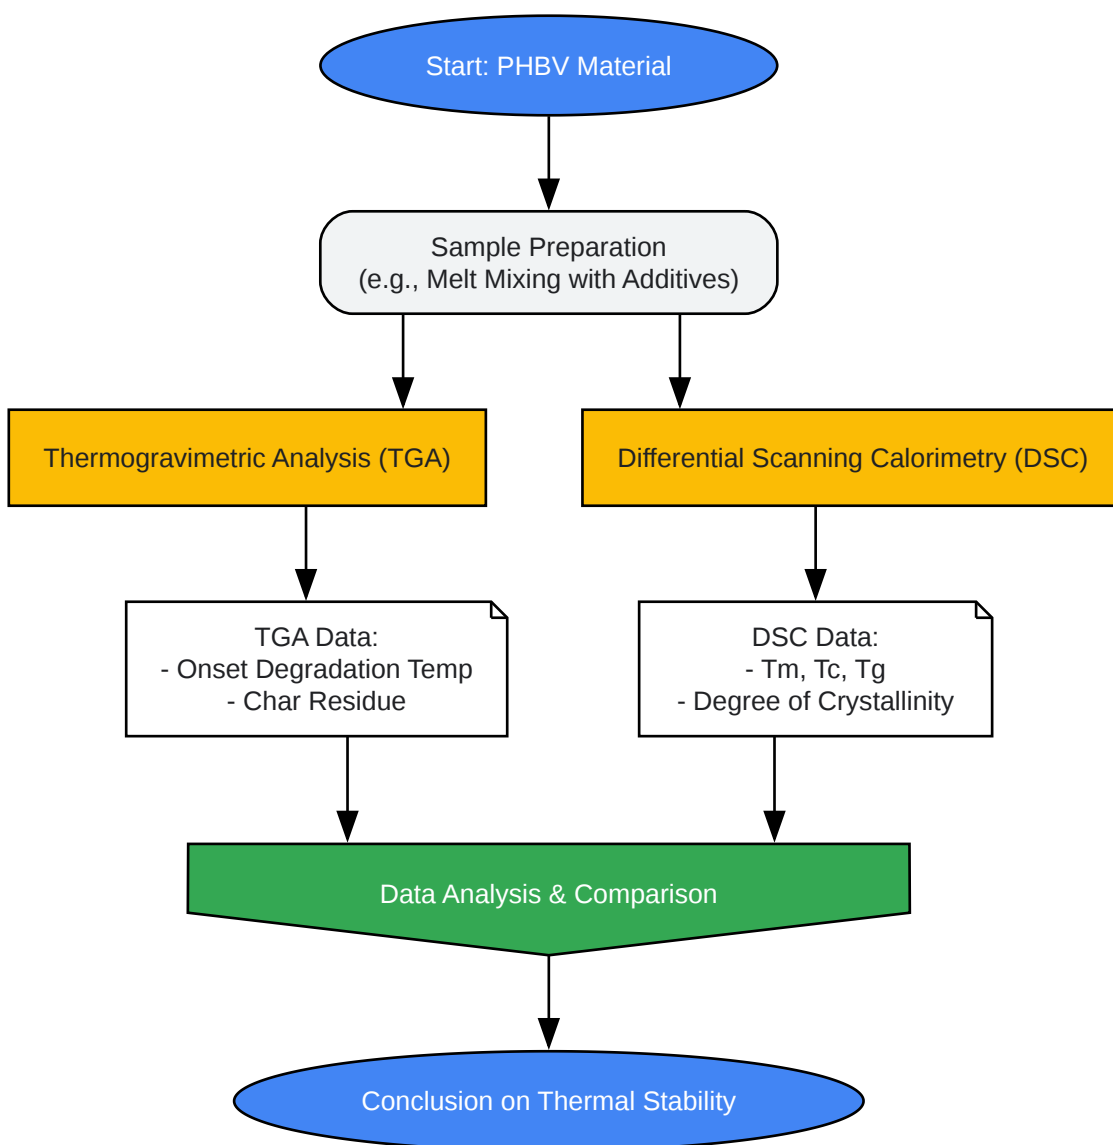 Start: PHBV Material
Sample Preparation
(e.g., Melt Mixing with Additives)
Thermogravimetric Analysis (TGA)
Differential Scanning Calorimetry (DSC)
TGA Data:
- Onset Degradation Temp
- Char Residue
DSC Data:
- Tm, Tc, Tg
- Degree of Crystallinity
Data Analysis & Comparison
Conclusion on Thermal Stability